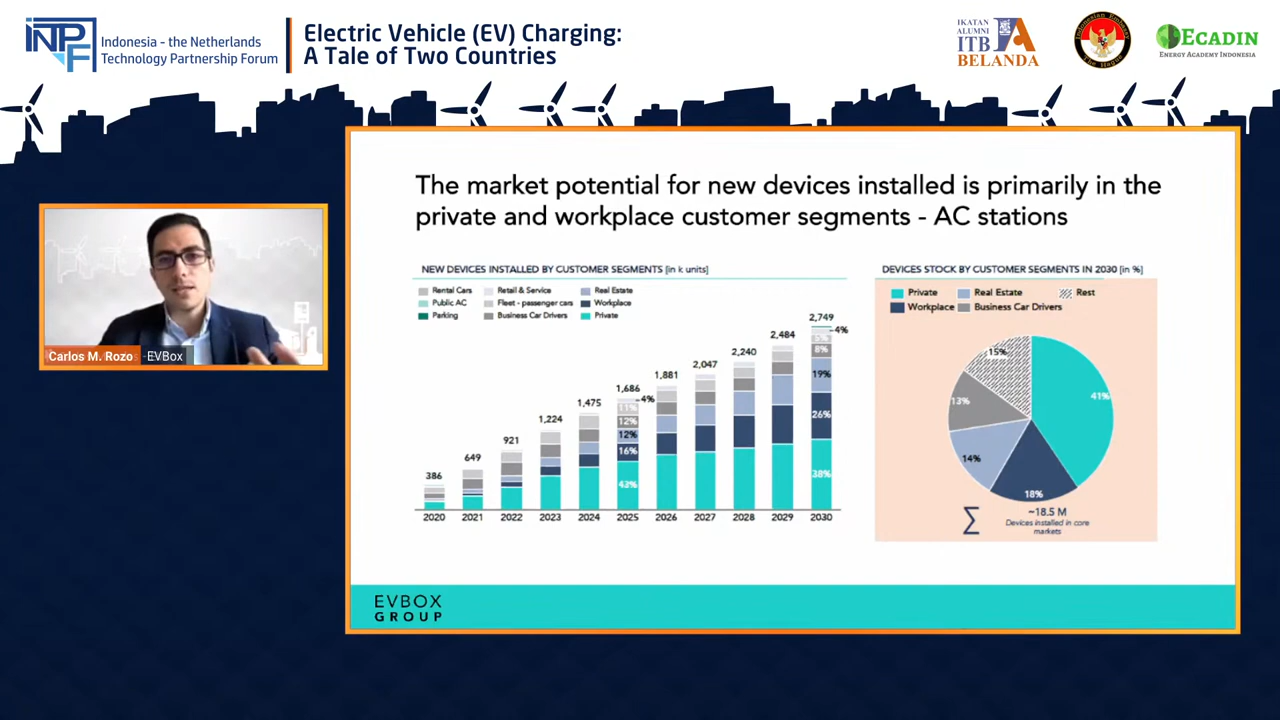 INPF
Indonesia - the Netherlands
Technology Partnership Forum
Electric Vehicle (EV) Charging:
A Tale of Two Countries
IKATAN
ALUMNI
ITB
BELANDA
ECADIN
ENERGY ACADEMY INDONESIA
Carlos M. Rozo
-EVBox
The market potential for new devices installed is primarily in the
private and workplace customer segments - AC stations
NEW DEVICES INSTALLED BY CUSTOMER SEGMENTS [in k units]
Rental Cars Retail & Service Real Estate
Public AC Fleet - passenger cars Workplace
Parking Business Car Drivers Private
386
649
921
1,224
1,475
1,686
1,881
2,047
2,240
2,484
2,749
4%
11%
12%
12%
16%
43%
4%
5%
8%
19%
26%
38%
2020 2021 2022 2023 2024 2025 2026 2027 2028 2029 2030
DEVICES STOCK BY CUSTOMER SEGMENTS IN 2030 [in %]
Private Real Estate Rest
Workplace Business Car Drivers
15%
41%
13%
14%
18%
Σ
~18.5 M
Devices installed in core
markets
EVBOX
GROUP